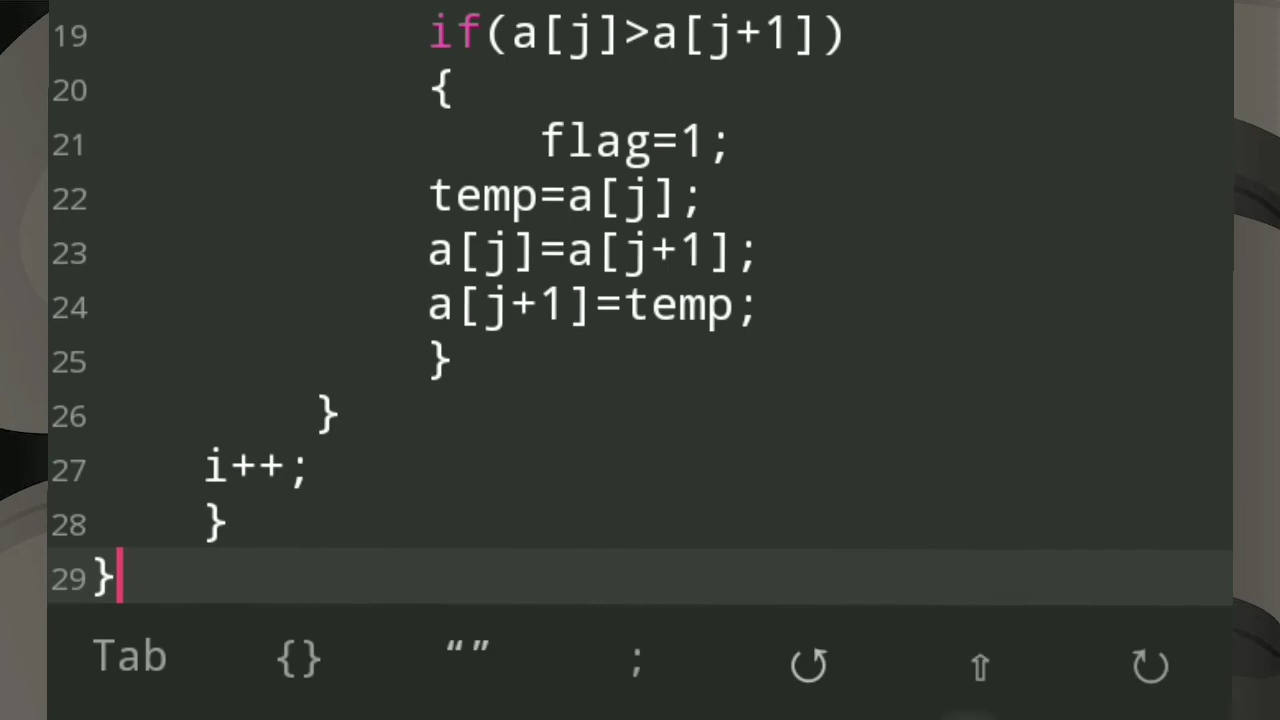 19 if(a[j]>a[j+1])
20 {
21 flag=1;
22 temp=a[j];
23 a[j]=a[j+1];
24 a[j+1]=temp;
25 }
26 }
27 i++;
28 }
29 }
Tab {} “” ;